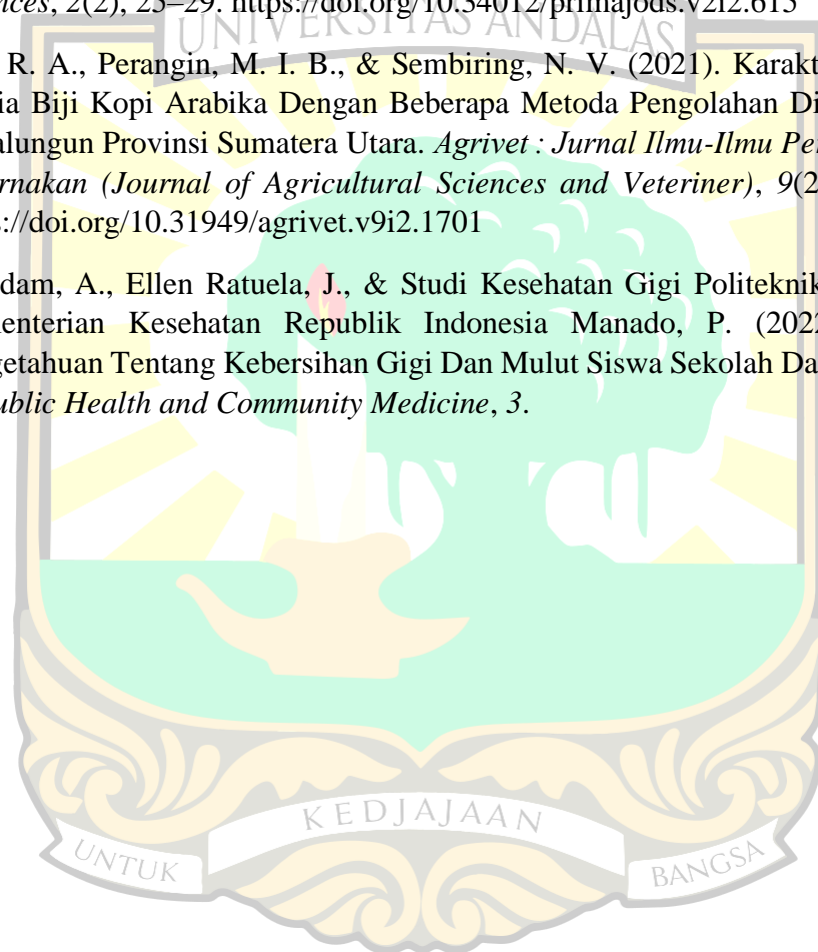 ences, 2(2), 25–29. https://doi.org/10.34012/primajods.v2i2.615
UNIVERSITAS ANDALAS
R. A., Perangin, M. I. B., & Sembiring, N. V. (2021). Karakt
ia Biji Kopi Arabika Dengan Beberapa Metoda Pengolahan Di
alungun Provinsi Sumatera Utara. Agrivet : Jurnal Ilmu-Ilmu Per
rnakan (Journal of Agricultural Sciences and Veteriner), 9(2
s://doi.org/10.31949/agrivet.v9i2.1701
dam, A., Ellen Ratuela, J., & Studi Kesehatan Gigi Politeknik
nenterian Kesehatan Republik Indonesia Manado, P. (2022
getahuan Tentang Kebersihan Gigi Dan Mulut Siswa Sekolah Da
ublic Health and Community Medicine, 3.
KEDJAJAAN
UNTUK
BANGSA